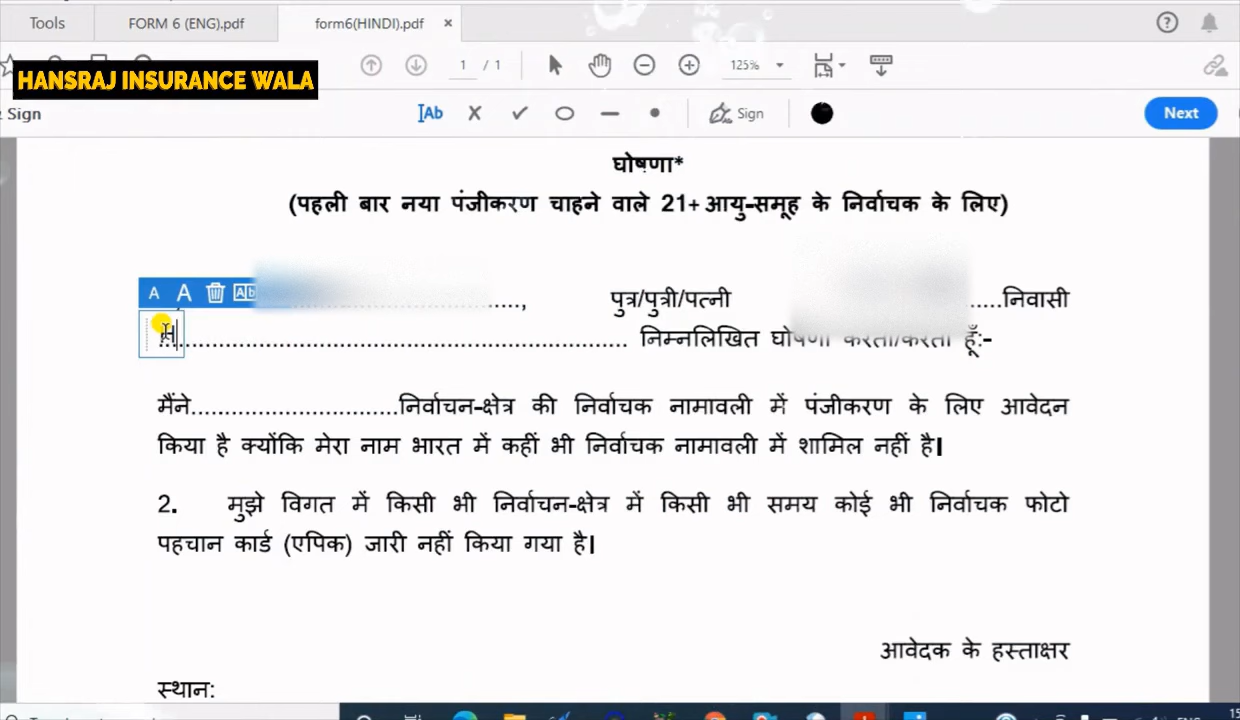 Tools FORM 6 (ENG).pdf form6(HINDI).pdf ×
HANSRAJ INSURANCE WALA
1 / 1 125%
Sign Ab Sign Next
घोषणा*
(पहली बार नया पंजीकरण चाहने वाले 21+ आयु-समूह के निर्वाचक के लिए)
A A Ab ......, पुत्र/पुत्री/पत्नी .....निवासी
H.................................................................... निम्नलिखित घोषणा करता/करता हूँ:-
मैंने...............................निर्वाचन-क्षेत्र की निर्वाचक नामावली में पंजीकरण के लिए आवेदन
किया है क्योंकि मेरा नाम भारत में कहीं भी निर्वाचक नामावली में शामिल नहीं है।
2. मुझे विगत में किसी भी निर्वाचन-क्षेत्र में किसी भी समय कोई भी निर्वाचक फोटो
पहचान कार्ड (एपिक) जारी नहीं किया गया है।
आवेदक के हस्ताक्षर
स्थान: